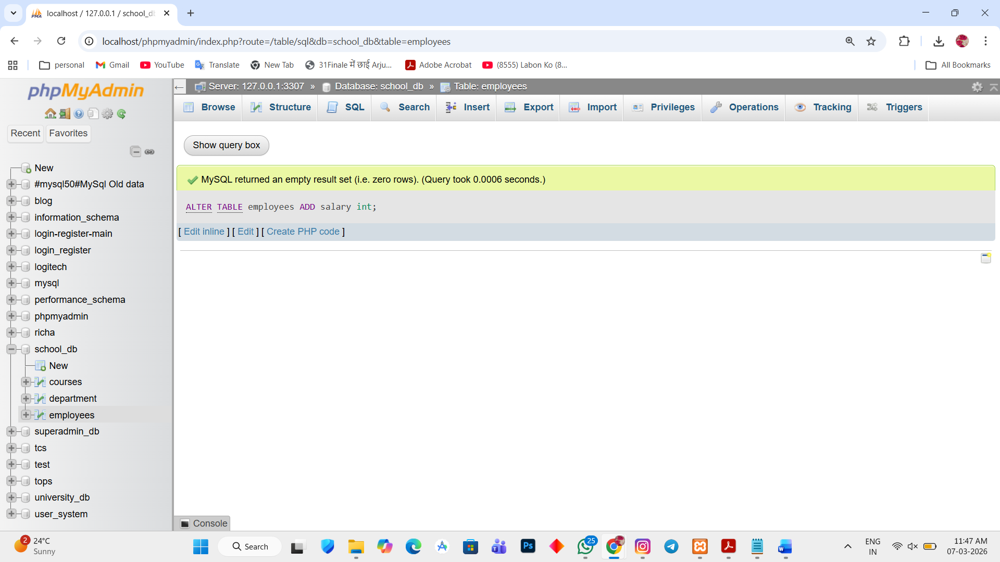 localhost / 127.0.0.1 / school_d
localhost/phpmyadmin/index.php?route=/table/sql&db=school_db&table=employees
personal Gmail YouTube Translate New Tab 31Finale में छाई Arju... Adobe Acrobat (8555) Labon Ko (8... All Bookmarks
phpMyAdmin
Recent Favorites
New
#mysql50#MySql Old data
blog
information_schema
login-register-main
login_register
logitech
mysql
performance_schema
phpmyadmin
richa
school_db
New
courses
department
employees
superadmin_db
tcs
test
tops
university_db
user_system
Server: 127.0.0.1:3307 » Database: school_db » Table: employees
Browse Structure SQL Search Insert Export Import Privileges Operations Tracking Triggers
Show query box
MySQL returned an empty result set (i.e. zero rows). (Query took 0.0006 seconds.)
ALTER TABLE employees ADD salary int;
[ Edit inline ] [ Edit ] [ Create PHP code ]
Console
2
24°C
Sunny
Search
Ps
25
ENG
IN
11:47 AM
07-03-2026